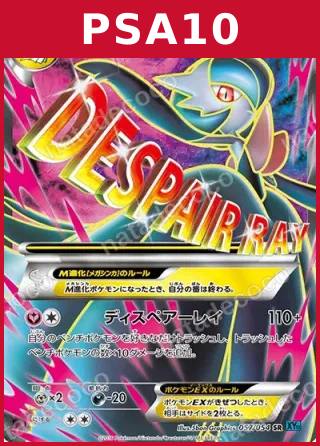 PSA10
DESPAIR RAY
M進化(メガシンカ)のルール
M進化ポケモンになったとき、自分の番は終わる。
ディスペアーレイ 110+
自分のベンチポケモンを好きなだけトラッシュし、トラッシュした
ベンチポケモンの数×10ダメージを追加。
×2 -20
ポケモンEXのルール
ポケモンEXがきぜつしたとき、
相手はサイドを2枚とる。
にげる
Illus. 057/054 SR XY